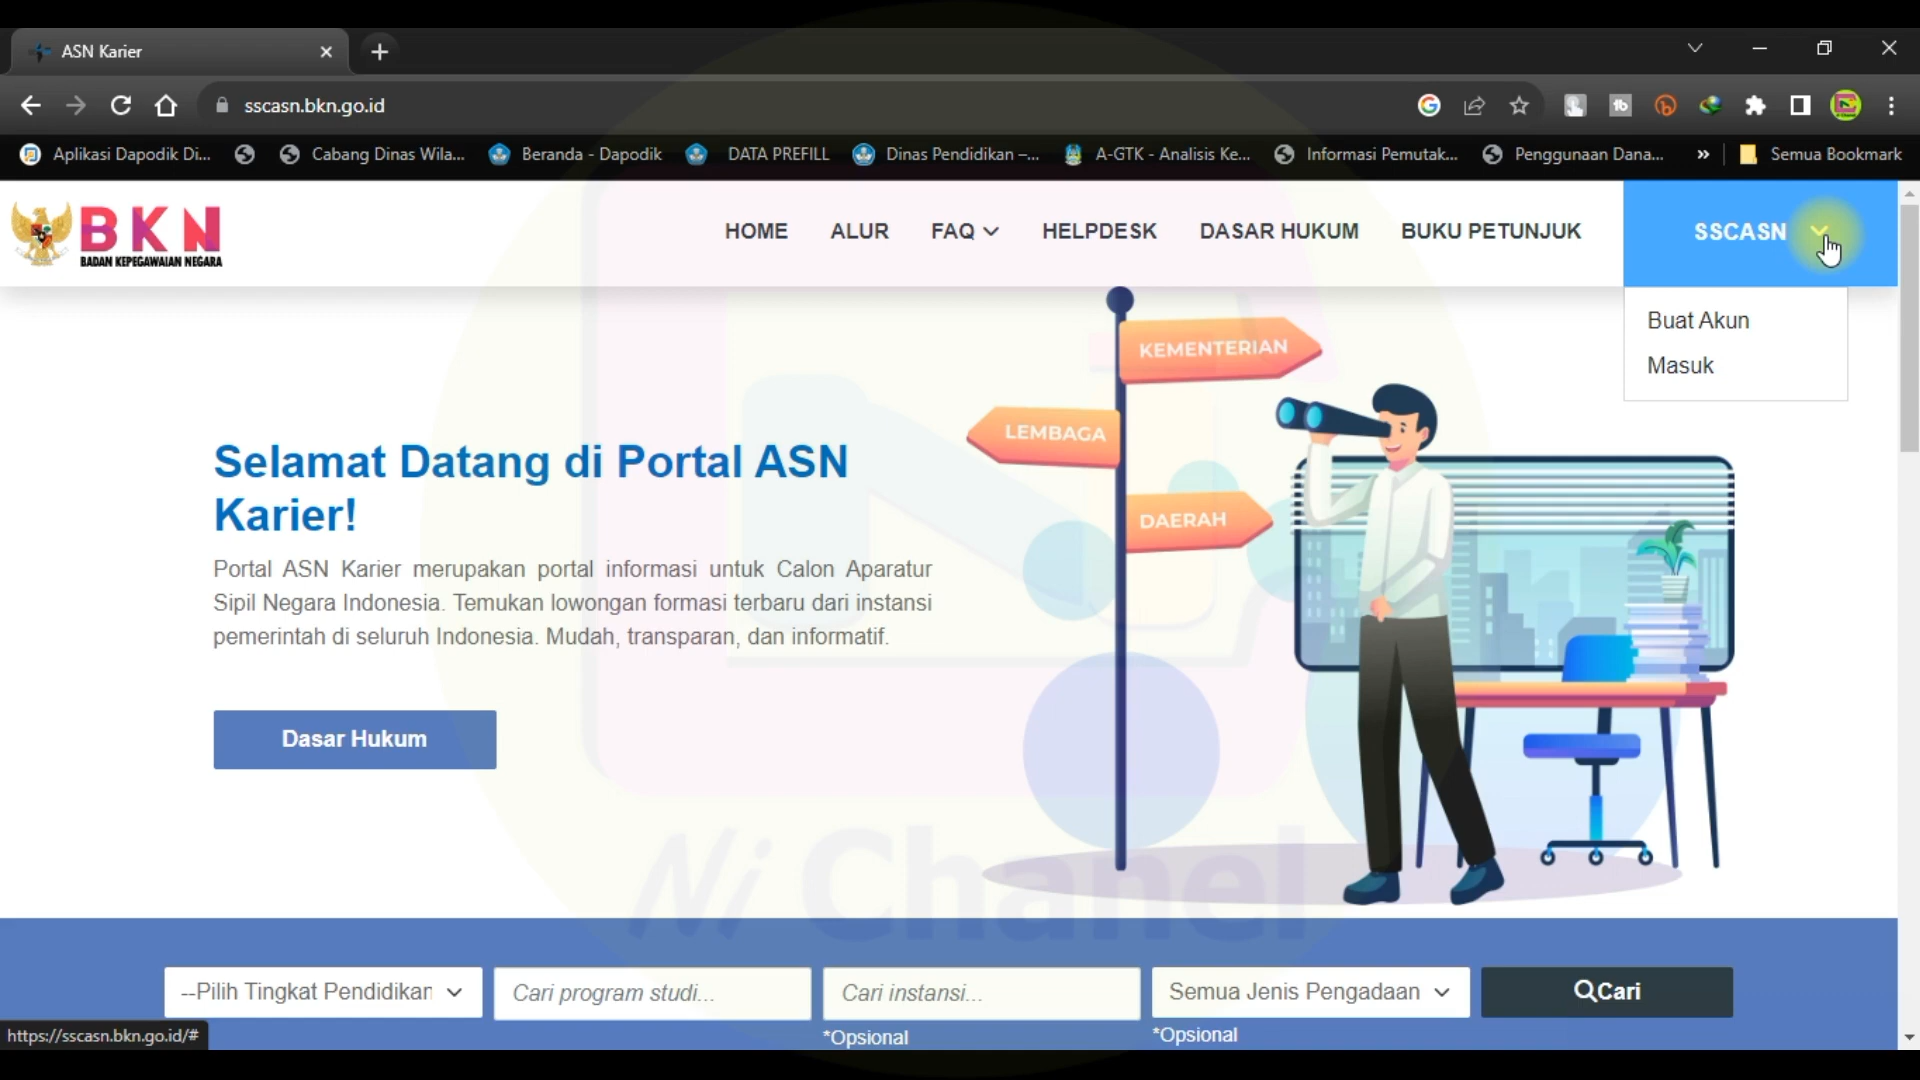 ASN Karier
sscasn.bkn.go.id
Aplikasi Dapodik Di...
Cabang Dinas Wila...
Beranda - Dapodik
DATA PREFILL
Dinas Pendidikan –...
A-GTK - Analisis Ke...
Informasi Pemutak...
Penggunaan Dana...
Semua Bookmark
BKN
BADAN KEPEGAWAIAN NEGARA
HOME
ALUR
FAQ
HELPDESK
DASAR HUKUM
BUKU PETUNJUK
SSCASN
Buat Akun
Masuk
KEMENTERIAN
LEMBAGA
DAERAH
Selamat Datang di Portal ASN
Karier!
Portal ASN Karier merupakan portal informasi untuk Calon Aparatur
Sipil Negara Indonesia. Temukan lowongan formasi terbaru dari instansi
pemerintah di seluruh Indonesia. Mudah, transparan, dan informatif.
Dasar Hukum
Ni Chanel
--Pilih Tingkat Pendidikan
Cari program studi...
Cari instansi...
Semua Jenis Pengadaan
Cari
*Opsional
*Opsional
https://sscasn.bkn.go.id/#